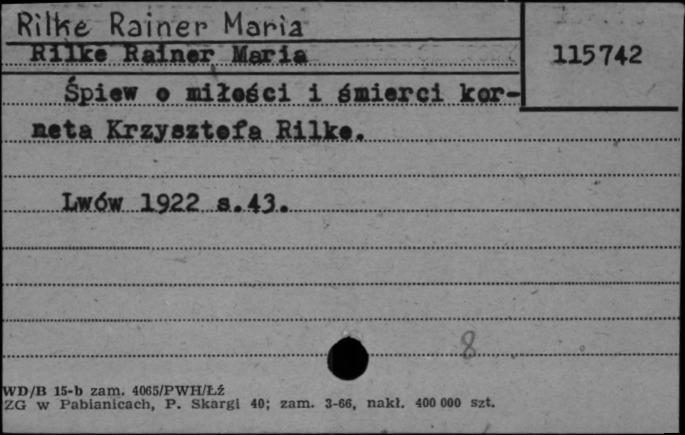 Rilke Rainer Maria
115742
Rilke Rainer Maria
Śpiew o miłości i śmierci kor-
neta Krzysztofa Rilke.
Lwów 1922 s.43.
8
WD/B 15-b zam. 4065/PWH/Łź
ZG w Pabianicach, P. Skargi 40; zam. 3-66, nakł. 400 000 szt.